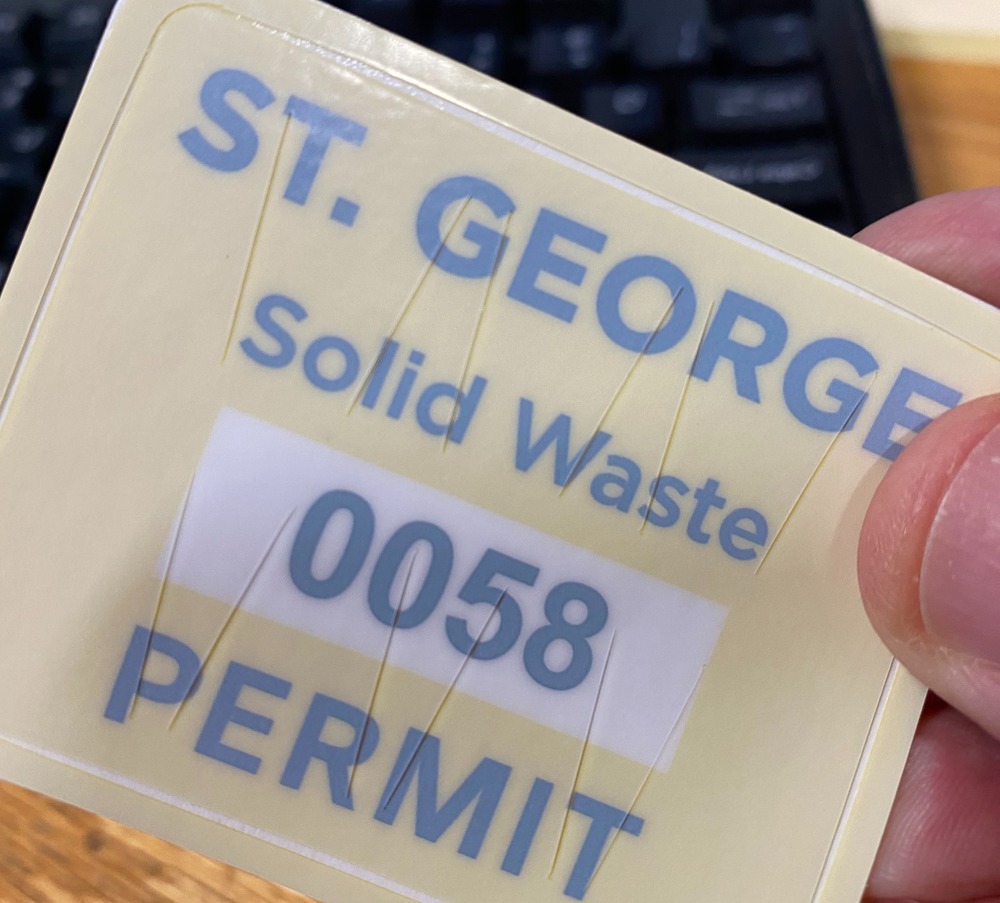 ST. GEORGE
Solid Waste
0058
PERMIT